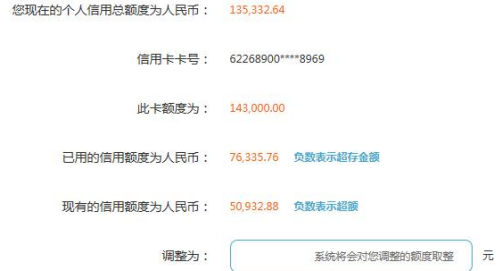 您现在的个人信用总额度为人民币： 135,332.64
信用卡卡号： 62268900****8969
此卡额度为： 143,000.00
已用的信用额度为人民币： 76,335.76 负数表示超存金额
现有的信用额度为人民币： 50,932.88 负数表示超额
调整为： 系统将会对您调整的额度取整 元